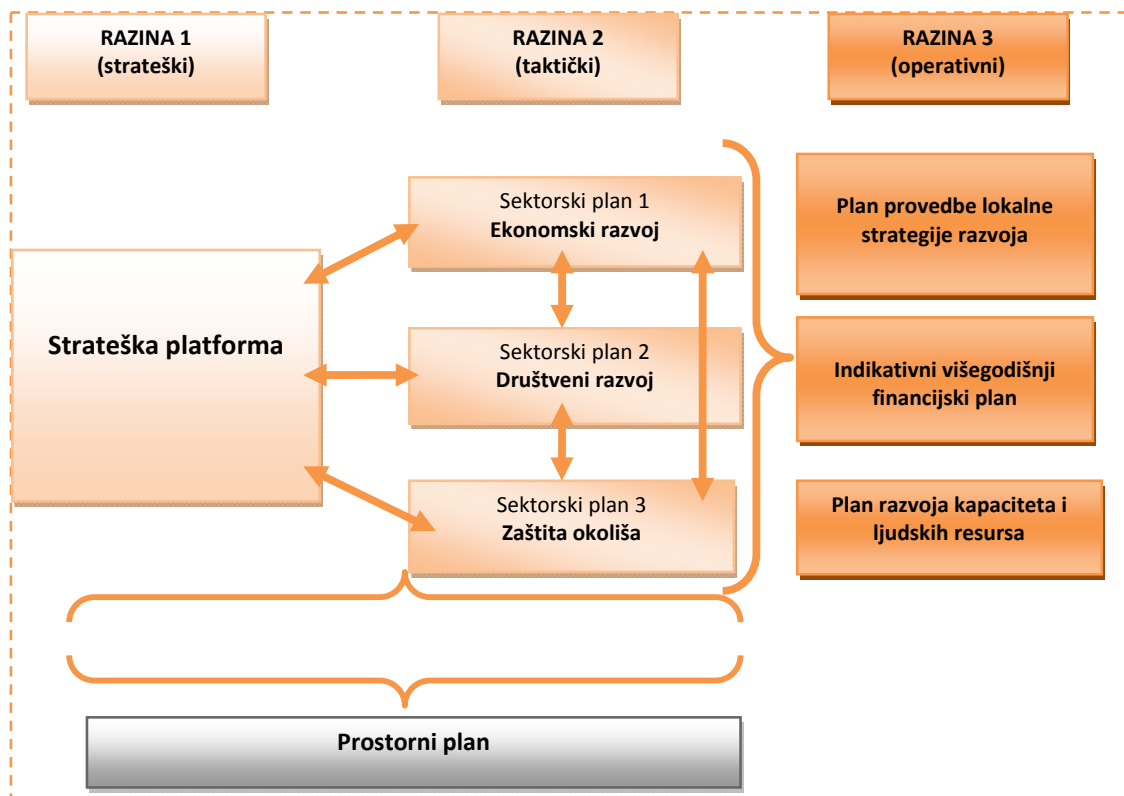 RAZINA 1
(strateški)
RAZINA 2
(taktički)
RAZINA 3
(operativni)
Strateška platforma
Sektorski plan 1
Ekonomski razvoj
Sektorski plan 2
Društveni razvoj
Sektorski plan 3
Zaštita okoliša
Plan provedbe lokalne
strategije razvoja
Indikativni višegodišnji
financijski plan
Plan razvoja kapaciteta i
ljudskih resursa
Prostorni plan